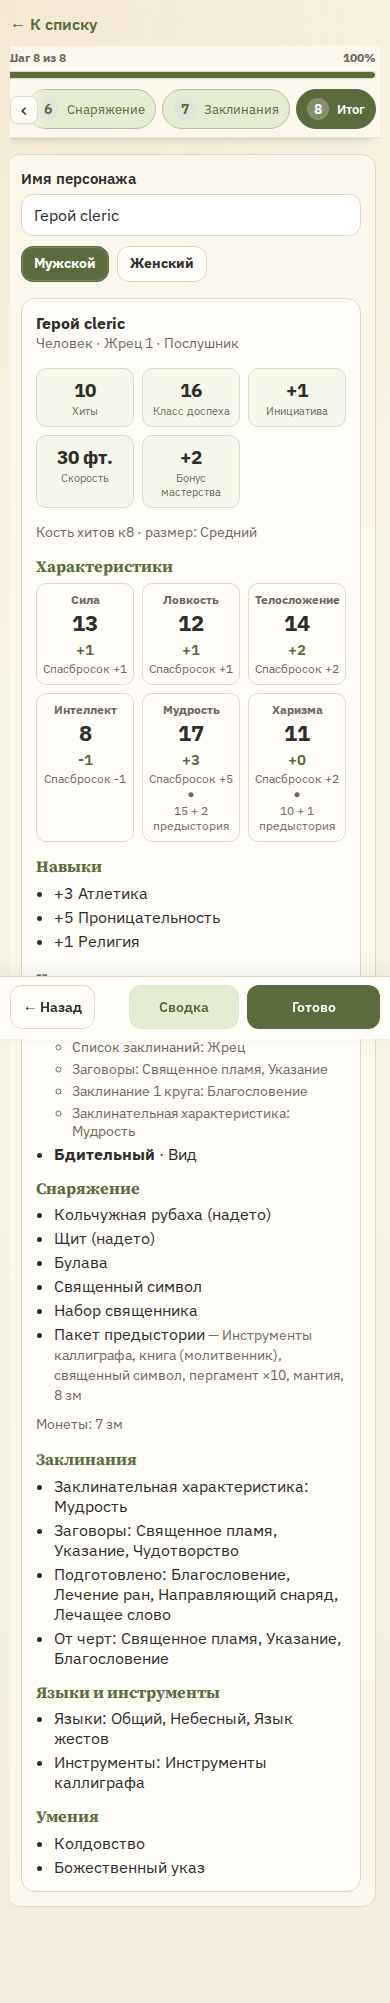 ← К списку
Шаг 8 из 8
100%
‹ 6 Снаряжение 7 Заклинания 8 Итог
Имя персонажа
Герой cleric
Мужской Женский
Герой cleric
Человек · Жрец 1 · Послушник
10 16 +1
Хиты Класс доспеха Инициатива
30 фт. +2
Скорость Бонус
мастерства
Кость хитов к8 · размер: Средний
Характеристики
Сила Ловкость Телосложение
13 12 14
+1 +1 +2
Спасбросок +1 Спасбросок +1 Спасбросок +2
Интеллект Мудрость Харизма
8 17 11
-1 +3 +0
Спасбросок -1 Спасбросок +5 Спасбросок +2
● ●
15 + 2 10 + 1
предыстория предыстория
Навыки
• +3 Атлетика
• +5 Проницательность
• +1 Религия
← Назад Сводка Готово
◦ Список заклинаний: Жрец
◦ Заговоры: Священное пламя, Указание
◦ Заклинание 1 круга: Благословение
◦ Заклинательная характеристика:
Мудрость
• Бдительный · Вид
Снаряжение
• Кольчужная рубаха (надето)
• Щит (надето)
• Булава
• Священный символ
• Набор священника
• Пакет предыстории — Инструменты
каллиграфа, книга (молитвенник),
священный символ, пергамент ×10, мантия,
8 зм
Монеты: 7 зм
Заклинания
• Заклинательная характеристика:
Мудрость
• Заговоры: Священное пламя,
Указание, Чудотворство
• Подготовлено: Благословение,
Лечение ран, Направляющий снаряд,
Лечащее слово
• От черт: Священное пламя, Указание,
Благословение
Языки и инструменты
• Языки: Общий, Небесный, Язык
жестов
• Инструменты: Инструменты
каллиграфа
Умения
• Колдовство
• Божественный указ